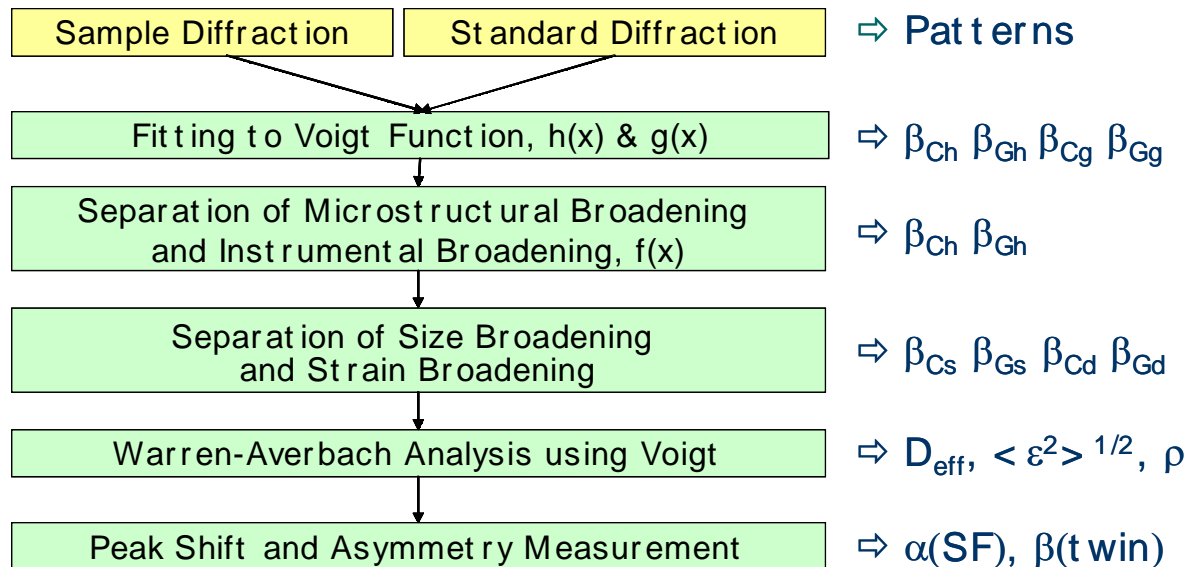 Sample Diffraction Standard Diffraction ⇨ Patterns
Fitting to Voigt Function, h(x) & g(x) ⇨ βCh βGh βCg βGg
Separation of Microstructural Broadening
and Instrumental Broadening, f(x) ⇨ βCh βGh
Separation of Size Broadening
and Strain Broadening ⇨ βCs βGs βCd βGd
Warren-Averbach Analysis using Voigt ⇨ Deff, < ε2> 1/2, ρ
Peak Shift and Asymmetry Measurement ⇨ α(SF), β(twin)